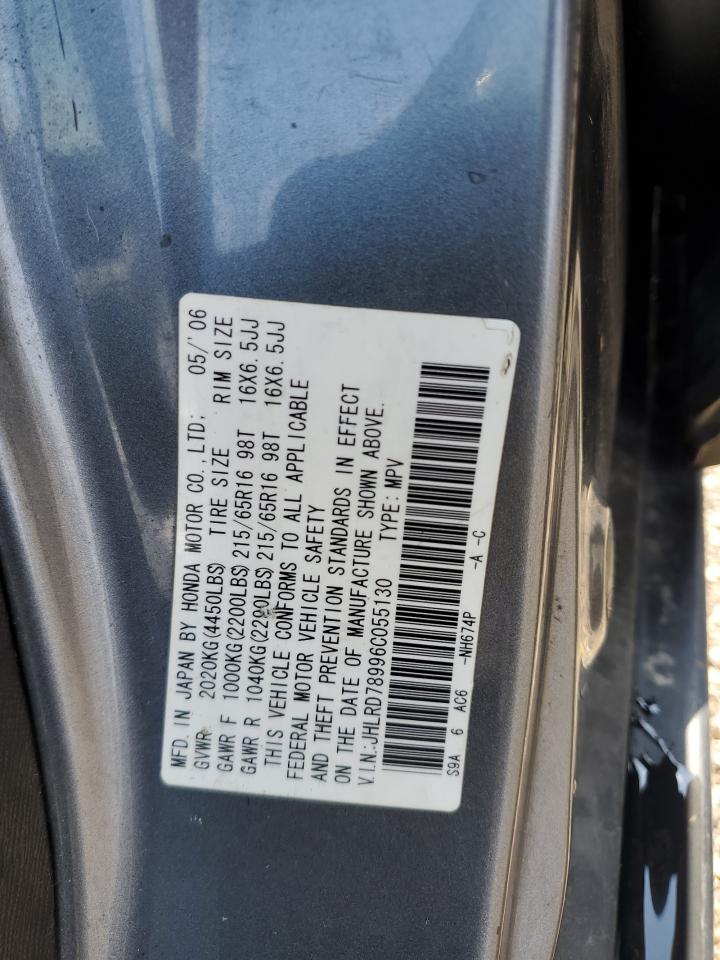 MFD. IN JAPAN BY HONDA MOTOR CO., LTD; 05/'06
GVWR 2020KG(4450LBS) TIRE SIZE RIM SIZE
GAWR F 1000KG(2200LBS) 215/65R16 98T 16X6.5JJ
GAWR R 1040KG(2290LBS) 215/65R16 98T 16X6.5JJ
THIS VEHICLE CONFORMS TO ALL APPLICABLE
FEDERAL MOTOR VEHICLE SAFETY
AND THEFT PREVENTION STANDARDS IN EFFECT
ON THE DATE OF MANUFACTURE SHOWN ABOVE.
V.I.N.:JHLRD78996C055130 TYPE: MPV
S9A 6 AC6 -NH674P -A -C